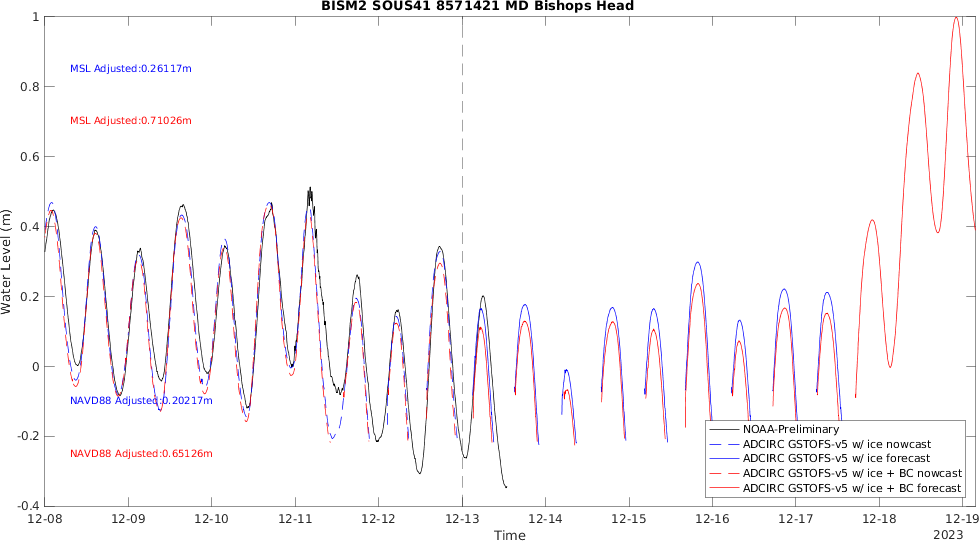 BISM2 SOUS41 8571421 MD Bishops Head
1
0.8
0.6
0.4
0.2
0
-0.2
-0.4
Water Level (m)
MSL Adjusted:0.26117m
MSL Adjusted:0.71026m
NAVD88 Adjusted:0.20217m
NAVD88 Adjusted:0.65126m
NOAA-Preliminary
ADCIRC GSTOFS-v5 w/ ice nowcast
ADCIRC GSTOFS-v5 w/ ice forecast
ADCIRC GSTOFS-v5 w/ ice + BC nowcast
ADCIRC GSTOFS-v5 w/ ice + BC forecast
12-08 12-09 12-10 12-11 12-12 12-13 12-14 12-15 12-16 12-17 12-18 12-19
2023
Time